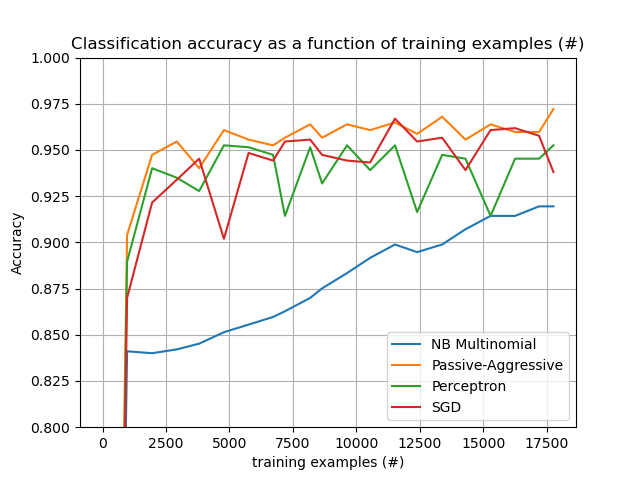 Classification accuracy as a function of training examples (#)
1.000
0.975
0.950
0.925
0.900
0.875
0.850
0.825
0.800
Accuracy
NB Multinomial
Passive-Aggressive
Perceptron
SGD
0 2500 5000 7500 10000 12500 15000 17500
training examples (#)